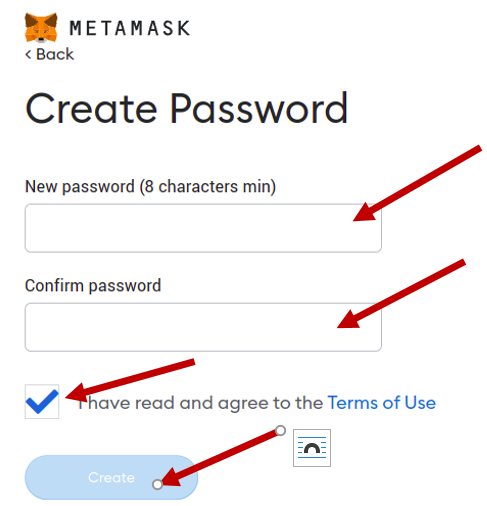 METAMASK
< Back
Create Password
New password (8 characters min)
Confirm password
I have read and agree to the Terms of Use
Create